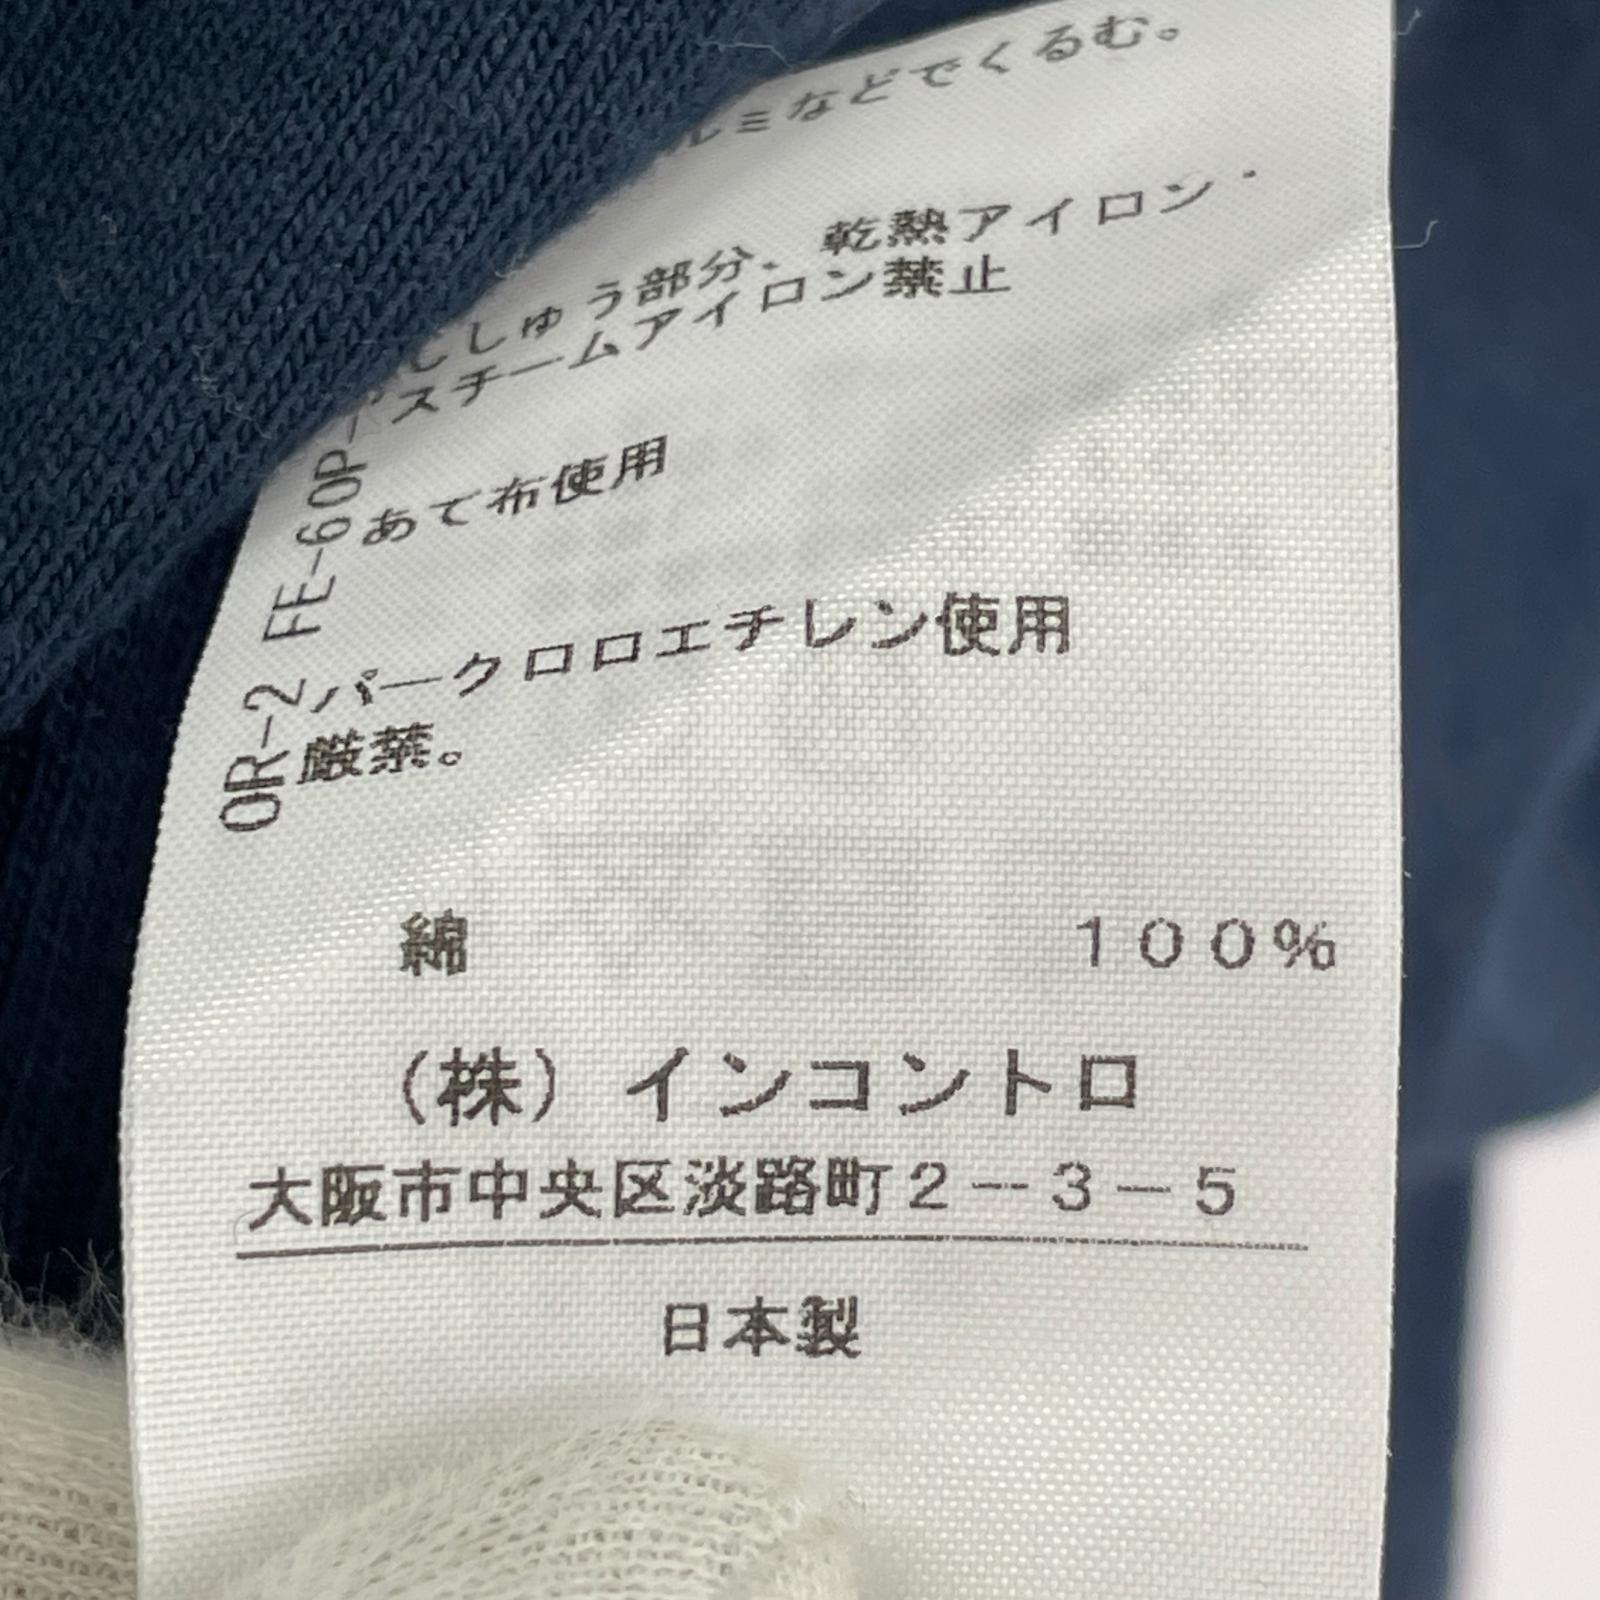 ミなどでくるむ。
ししゅう部分、乾熱アイロン・
スチームアイロン禁止
あて布使用
パークロロエチレン使用
厳禁。
OR-2 FE-60P-
綿 100%
(株) インコントロ
大阪市中央区淡路町2-3-5
日本製